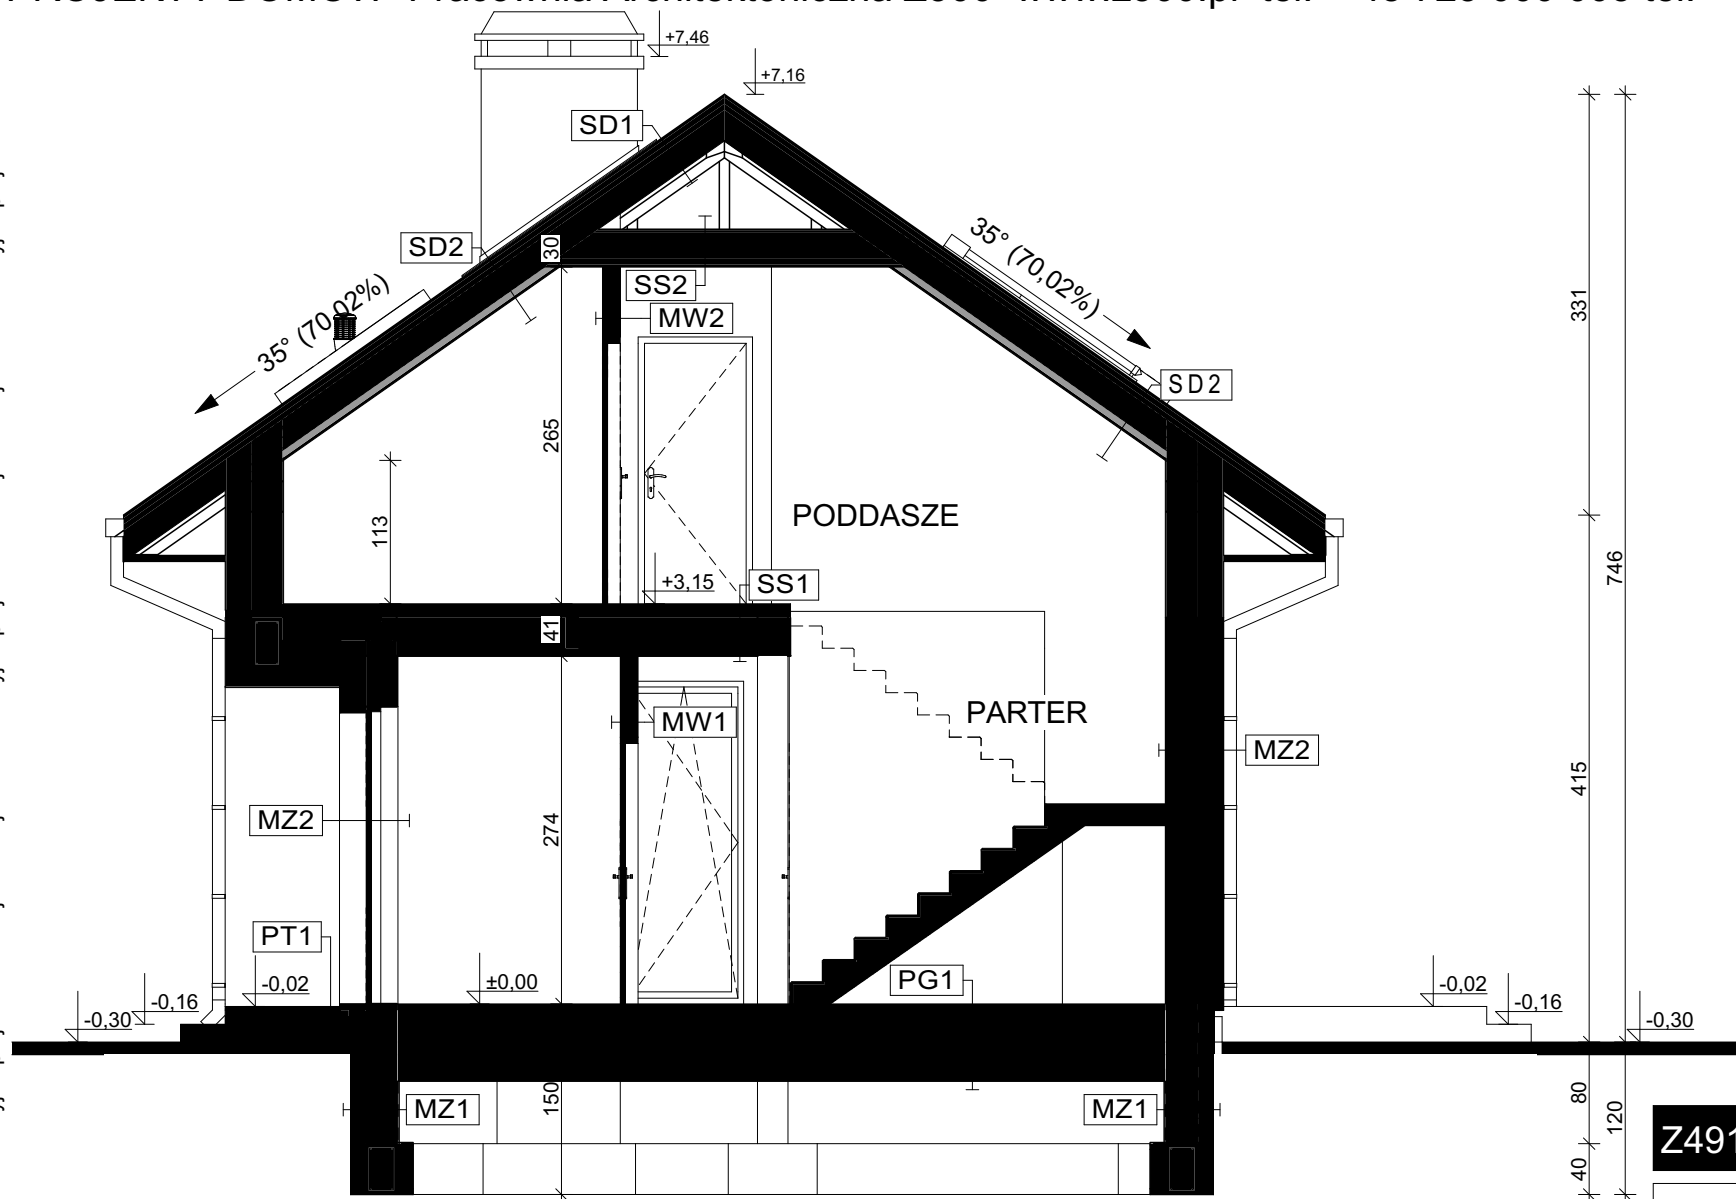 +7,46
+7,16
SD1
SD2
30
SS2
MW2
35° (70,02%)
35° (70,02%)
SD2
331
265
113
PODDASZE
+3,15
SS1
746
41
MW1
PARTER
MZ2
415
MZ2
274
PT1
-0,02
±0,00
PG1
-0,02
-0,16
-0,30
-0,16
-0,30
150
MZ1
MZ1
80
120
40
Z491